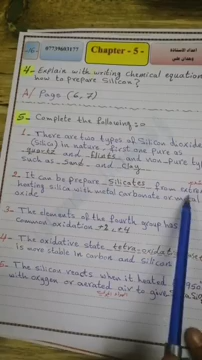 07739603177
Chapter - 5 -
4- Explain with writing chemical equation
how to prepare Silicon?
A/ Page (6,7)
5- Complete the following :=
1- There are two types of Silicon dioxide
(Silica) in nature, first one pure as
quartz and flints and non-Pure type
such as sand and clay
2. It can be prepare silicates from
heating silica with metal carbonate or metal
oxide?
3- The elements of the fourth group has
common oxidation +2 , +4
4- The oxidative state tetra-oxidation
is more stable in carbon and silicon
5- The silicon reacts when it heated 950
with oxygen or aerated air to give?